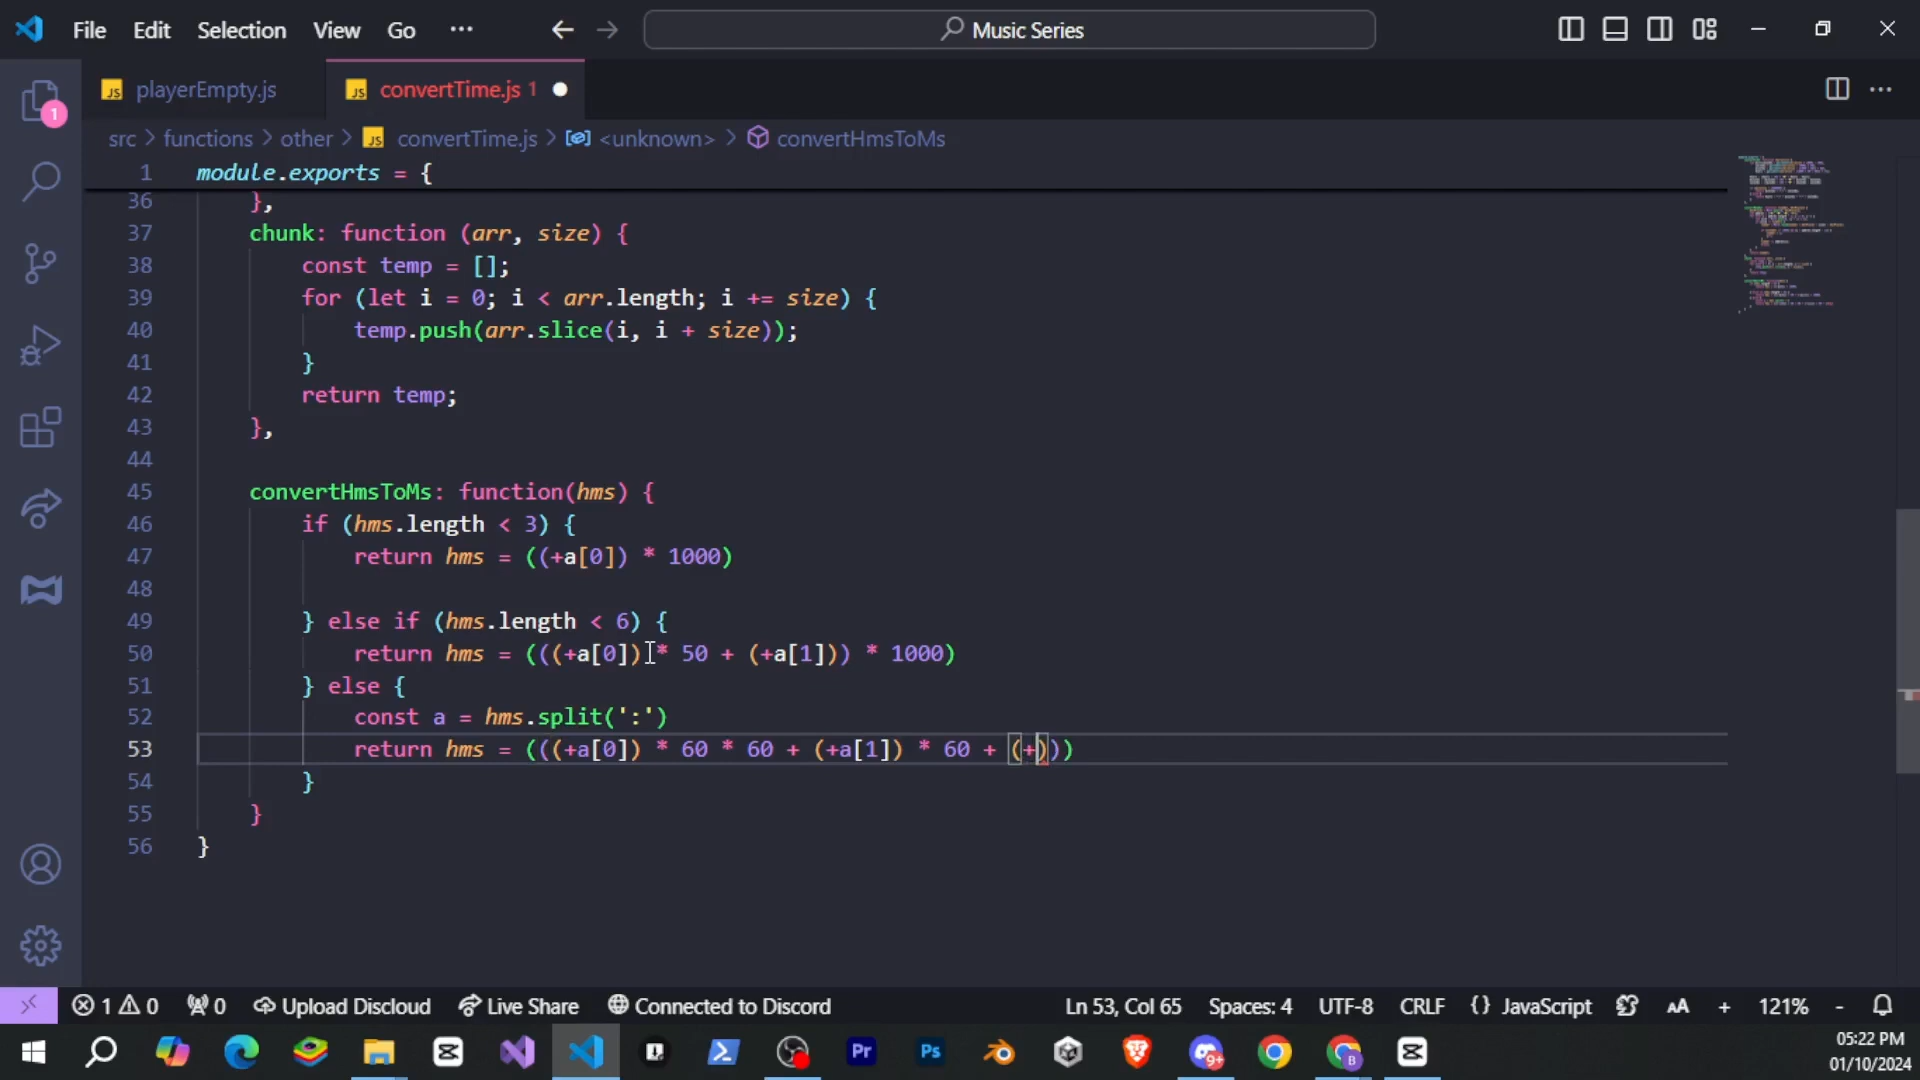 File Edit Selection View Go ··· Music Series
playerEmpty.js convertTime.js 1
src > functions > other > convertTime.js > <unknown> > convertHmsToMs
1 module.exports = {
36 },
37 chunk: function (arr, size) {
38 const temp = [];
39 for (let i = 0; i < arr.length; i += size) {
40 temp.push(arr.slice(i, i + size));
41 }
42 return temp;
43 },
44
45 convertHmsToMs: function(hms) {
46 if (hms.length < 3) {
47 return hms = ((+a[0]) * 1000)
48
49 } else if (hms.length < 6) {
50 return hms = (((+a[0]) * 50 + (+a[1])) * 1000)
51 } else {
52 const a = hms.split(':')
53 return hms = (((+a[0]) * 60 * 60 + (+a[1]) * 60 + (+)))
54 }
55 }
56 }
1
1 0 0 Upload Discloud Live Share Connected to Discord Ln 53, Col 65 Spaces: 4 UTF-8 CRLF {} JavaScript AA + 121% -
Pr Ps 9+ B
05:22 PM
01/10/2024